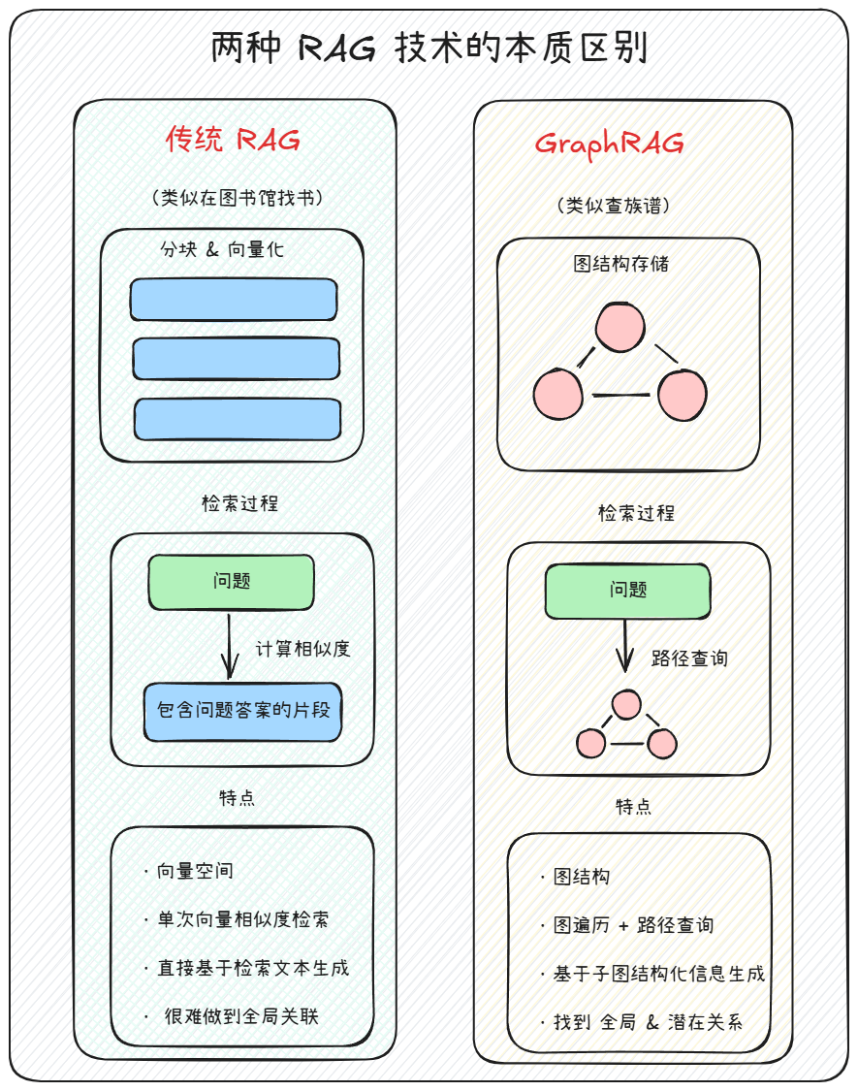 两种 RAG 技术的本质区别
传统 RAG
(类似在图书馆找书)
分块 & 向量化
检索过程
问题
计算相似度
包含问题答案的片段
特点
· 向量空间
· 单次向量相似度检索
· 直接基于检索文本生成
· 很难做到全局关联
GraphRAG
(类似查族谱)
图结构存储
检索过程
问题
路径查询
特点
· 图结构
· 图遍历 + 路径查询
· 基于子图结构化信息生成
· 找到 全局 & 潜在关系